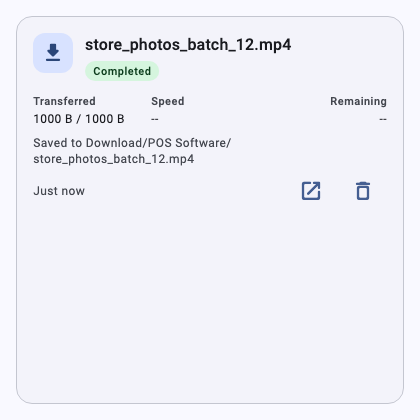 store_photos_batch_12.mp4
Completed
Transferred Speed Remaining
1000 B / 1000 B -- --
Saved to Download/POS Software/
store_photos_batch_12.mp4
Just now